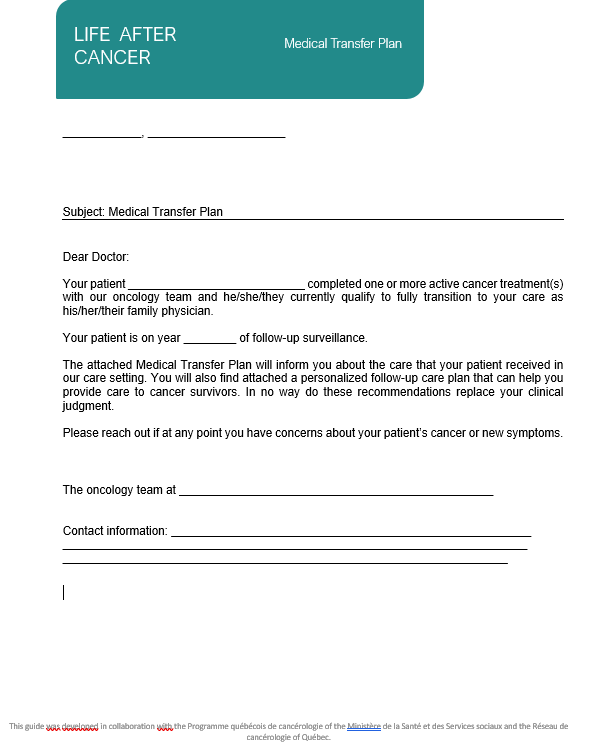 LIFE AFTER
CANCER
Medical Transfer Plan
____________, _____________________
Subject: Medical Transfer Plan
Dear Doctor:
Your patient ___________________________ completed one or more active cancer treatment(s)
with our oncology team and he/she/they currently qualify to fully transition to your care as
his/her/their family physician.
Your patient is on year ________ of follow-up surveillance.
The attached Medical Transfer Plan will inform you about the care that your patient received in
our care setting. You will also find attached a personalized follow-up care plan that can help you
provide care to cancer survivors. In no way do these recommendations replace your clinical
judgment.
Please reach out if at any point you have concerns about your patient's cancer or new symptoms.
The oncology team at ________________________________________________
Contact information: _______________________________________________________
_______________________________________________________________________
____________________________________________________________________
This guide was developed in collaboration with the Programme québécois de cancérologie of the Ministère de la Santé et des Services sociaux and the Réseau de
cancérologie of Québec.